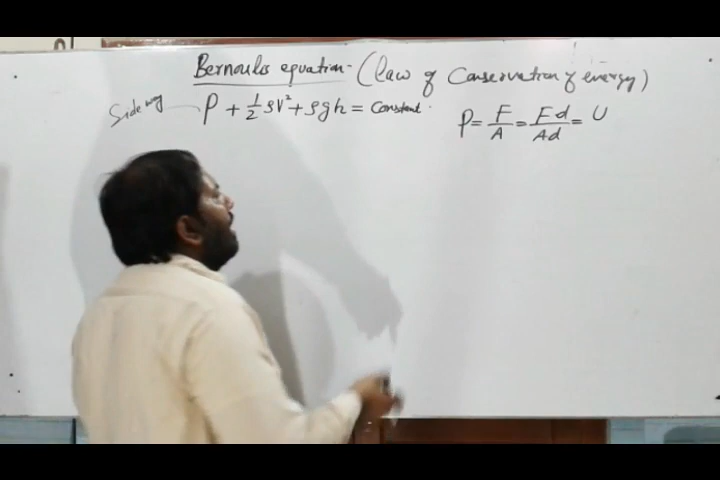 Bernoulis equation- (law of Conservation of energy)
Side way P + 1/2 ρV² + ρgh = Constant.
P = F/A = Fd/Ad = U